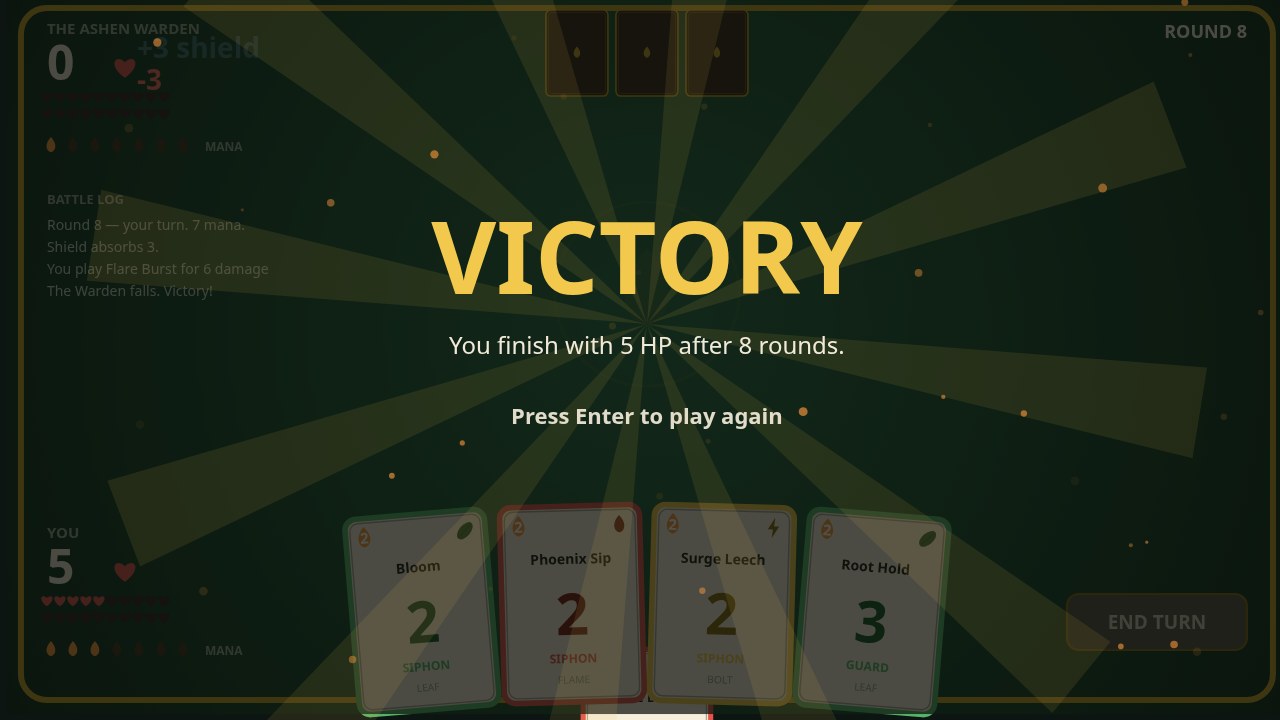 THE ASHEN WARDEN
0
+3 shield
-3
MANA
ROUND 8
BATTLE LOG
Round 8 — your turn. 7 mana.
Shield absorbs 3.
You play Flare Burst for 6 damage
The Warden falls. Victory!
VICTORY
You finish with 5 HP after 8 rounds.
Press Enter to play again
YOU
5
MANA
2
Bloom
2
SIPHON
LEAF
2
Phoenix Sip
2
SIPHON
FLAME
2
Surge Leech
2
SIPHON
BOLT
2
Root Hold
3
GUARD
LEAF
END TURN